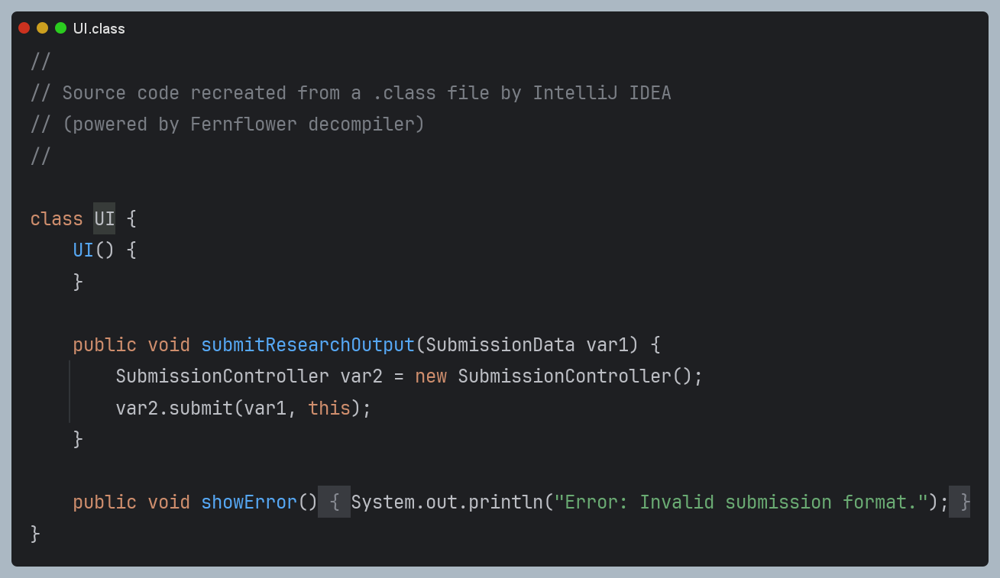 UI.class
//
// Source code recreated from a .class file by IntelliJ IDEA
// (powered by Fernflower decompiler)
//
class UI {
    UI() {
    }
    public void submitResearchOutput(SubmissionData var1) {
        SubmissionController var2 = new SubmissionController();
        var2.submit(var1, this);
    }
    public void showError() { System.out.println("Error: Invalid submission format."); }
}